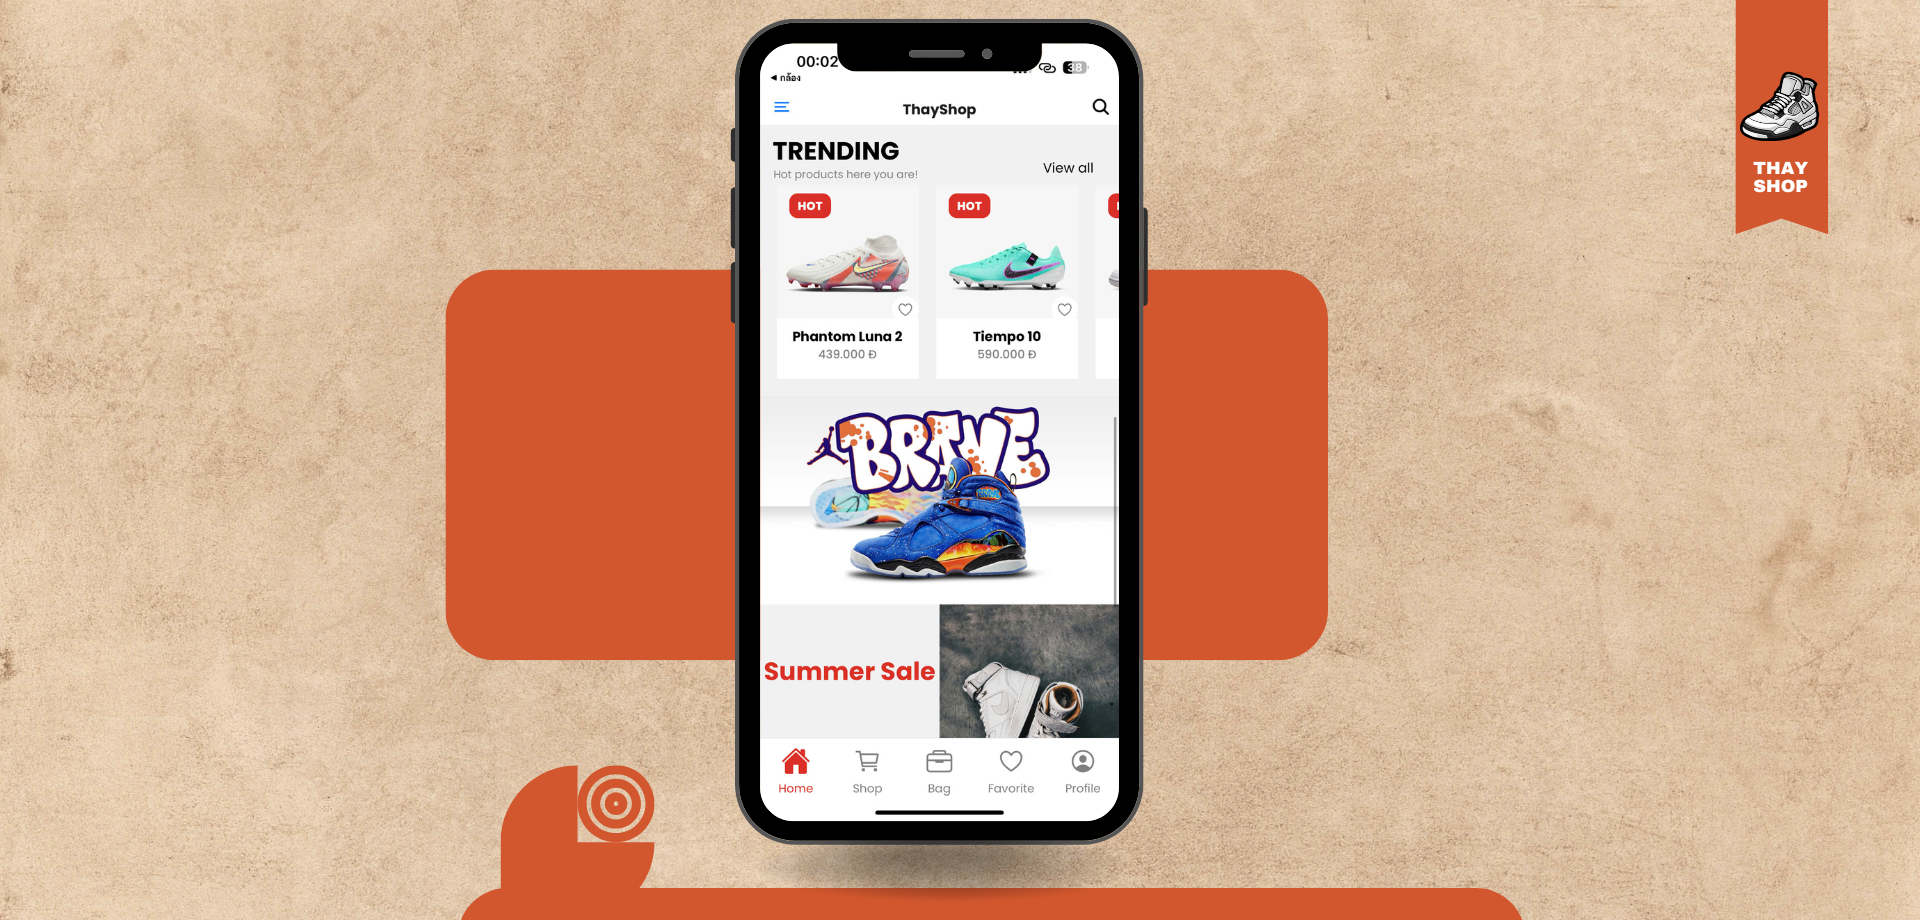 00:02
38
◀ กล้อง
ThayShop
TRENDING
Hot products here you are!
View all
HOT
HOT
Phantom Luna 2
439.000 Đ
Tiempo 10
590.000 Đ
BRAVE
Summer Sale
Home
Shop
Bag
Favorite
Profile
THAY
SHOP